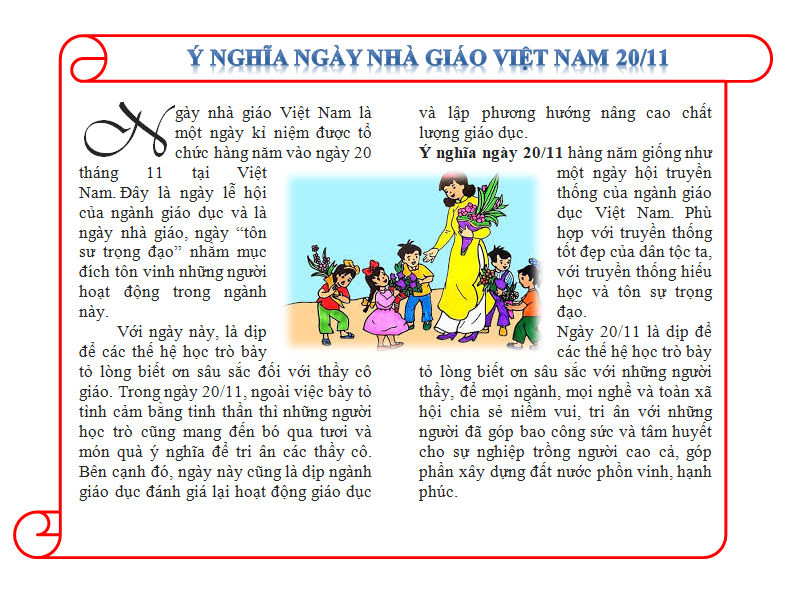 Ý NGHĨA NGÀY NHÀ GIÁO VIỆT NAM 20/11
Ngày nhà giáo Việt Nam là
một ngày kỉ niệm được tổ
chức hàng năm vào ngày 20
tháng 11 tại Việt
Nam. Đây là ngày lễ hội
của ngành giáo dục và là
ngày nhà giáo, ngày “tôn
sư trọng đạo” nhằm mục
đích tôn vinh những người
hoạt động trong ngành
này.
Với ngày này, là dịp
để các thế hệ học trò bày
tỏ lòng biết ơn sâu sắc đối với thầy cô
giáo. Trong ngày 20/11, ngoài việc bày tỏ
tình cảm bằng tinh thần thì những người
học trò cũng mang đến bó qua tươi và
món quà ý nghĩa để tri ân các thầy cô.
Bên cạnh đó, ngày này cũng là dịp ngành
giáo dục đánh giá lại hoạt động giáo dục
và lập phương hướng nâng cao chất
lượng giáo dục.
Ý nghĩa ngày 20/11 hàng năm giống như
một ngày hội truyền
thống của ngành giáo
dục Việt Nam. Phù
hợp với truyền thống
tốt đẹp của dân tộc ta,
với truyền thống hiếu
học và tôn sự trọng
đạo.
Ngày 20/11 là dịp để
các thế hệ học trò bày
tỏ lòng biết ơn sâu sắc với những người
thầy, để mọi ngành, mọi nghề và toàn xã
hội chia sẻ niềm vui, tri ân với những
người đã góp bao công sức và tâm huyết
cho sự nghiệp trồng người cao cả, góp
phần xây dựng đất nước phồn vinh, hạnh
phúc.